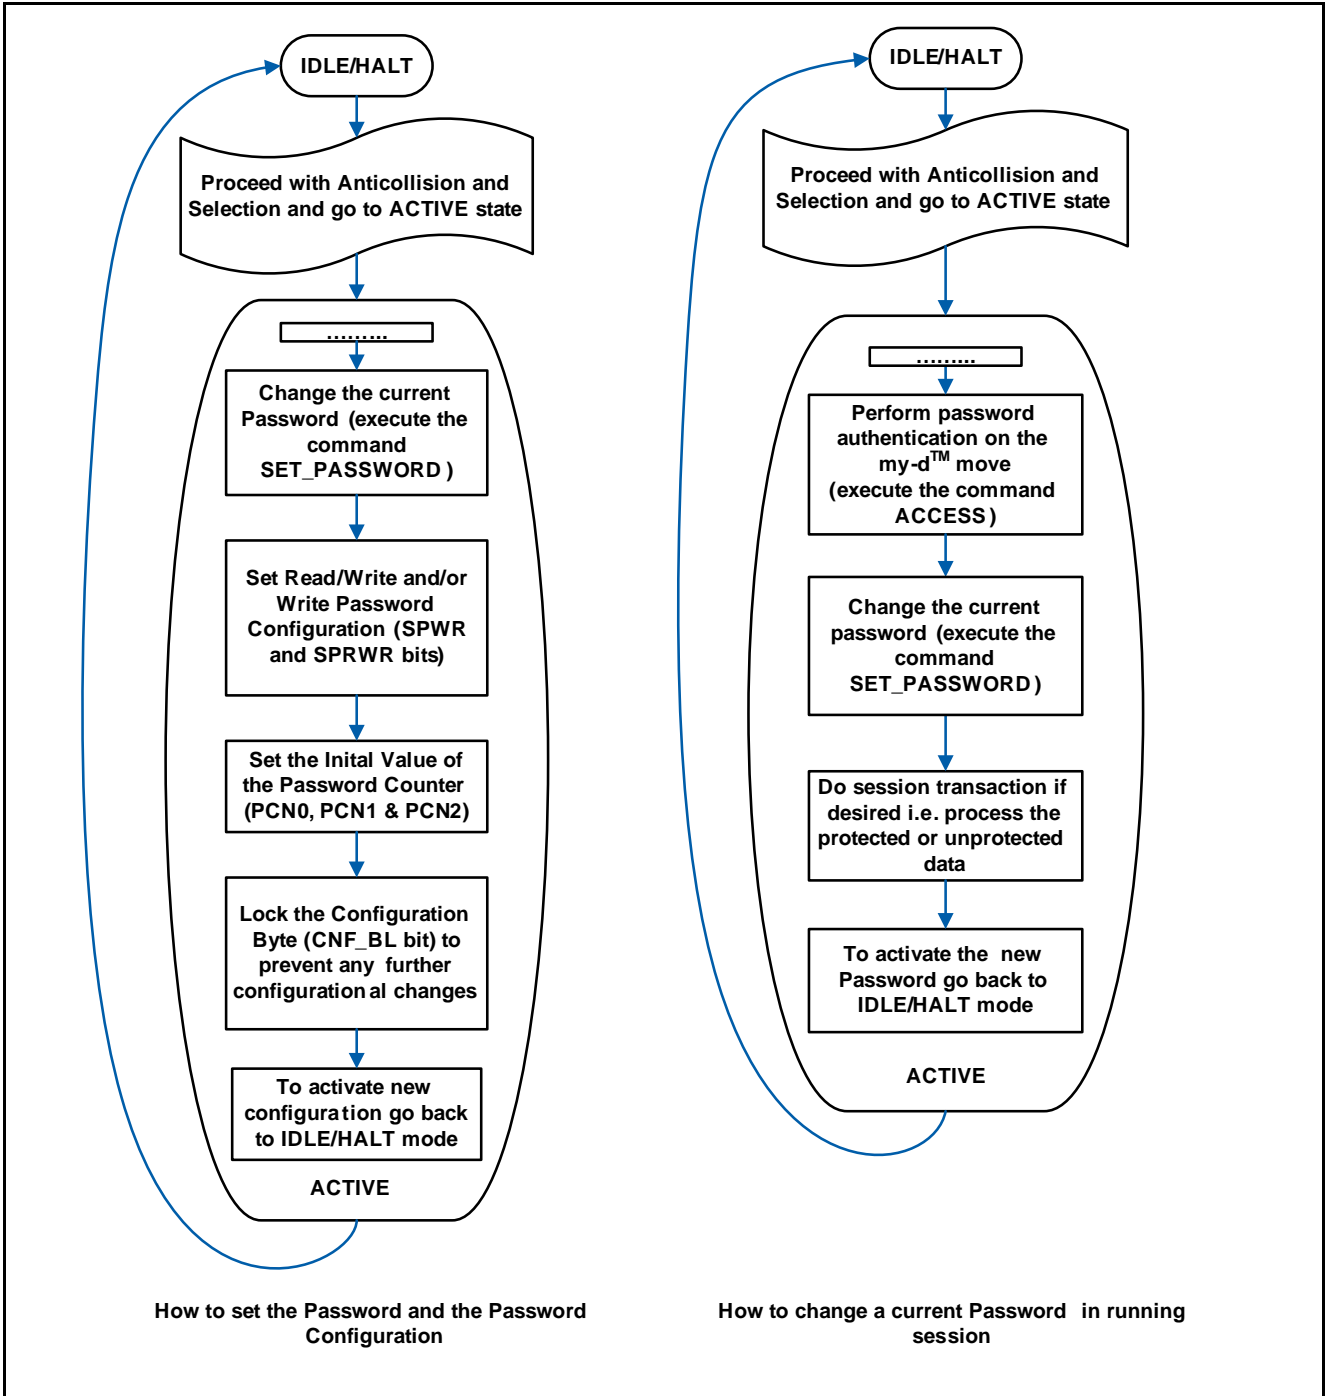 IDLE/HALT
Proceed with Anticollision and
Selection and go to ACTIVE state
.........
Change the current
Password (execute the
command
SET_PASSWORD)
Set Read/Write and/or
Write Password
Configuration (SPWR
and SPRWR bits)
Set the Inital Value of
the Password Counter
(PCN0, PCN1 & PCN2)
Lock the Configuration
Byte (CNF_BL bit) to
prevent any further
configurational changes
To activate new
configuration go back
to IDLE/HALT mode
ACTIVE
How to set the Password and the Password
Configuration
IDLE/HALT
Proceed with Anticollision and
Selection and go to ACTIVE state
.........
Perform password
authentication on the
my-d™ move
(execute the command
ACCESS)
Change the current
password (execute the
command
SET_PASSWORD)
Do session transaction if
desired i.e. process the
protected or unprotected
data
To activate the new
Password go back to
IDLE/HALT mode
ACTIVE
How to change a current Password in running
session